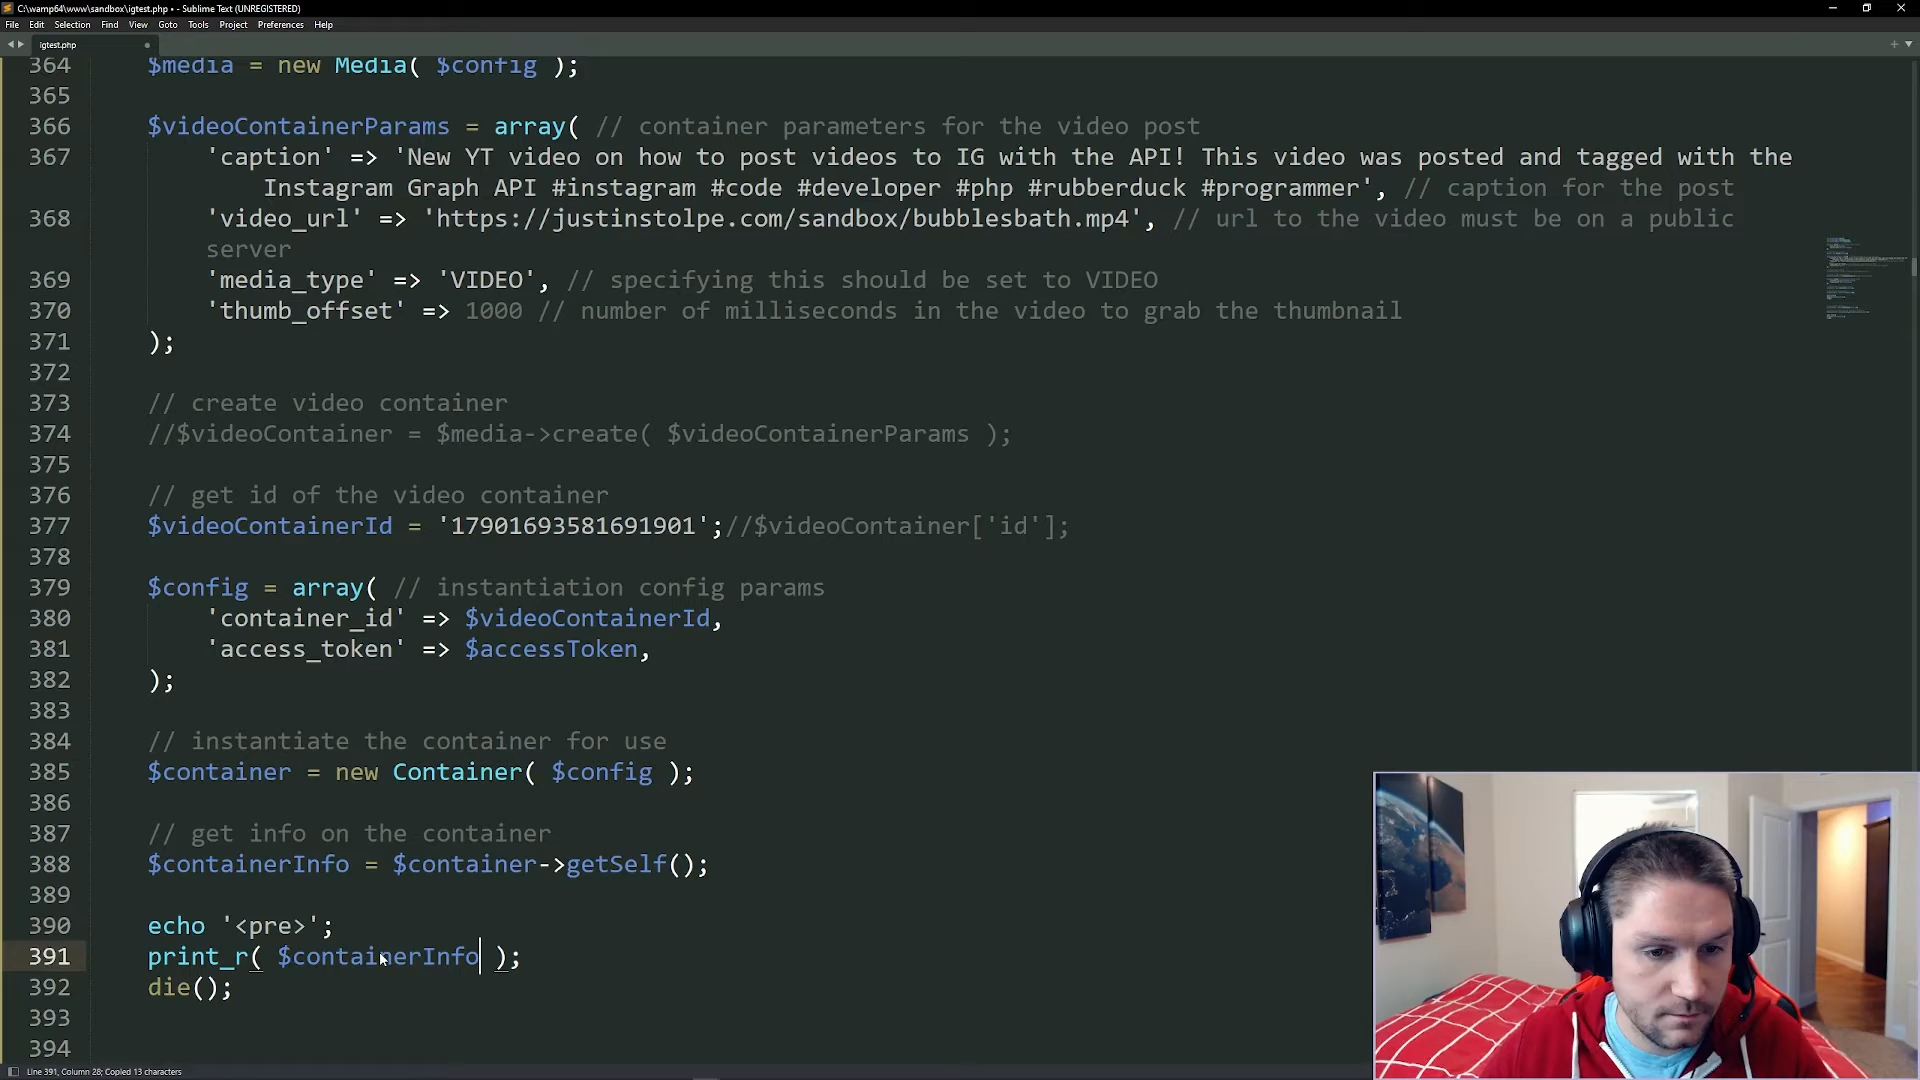 C:\wamp64\www\sandbox\igtest.php • - Sublime Text (UNREGISTERED)
File Edit Selection Find View Goto Tools Project Preferences Help
igtest.php
364 $media = new Media( $config );
365
366 $videoContainerParams = array( // container parameters for the video post
367 'caption' => 'New YT video on how to post videos to IG with the API! This video was posted and tagged with the
Instagram Graph API #instagram #code #developer #php #rubberduck #programmer', // caption for the post
368 'video_url' => 'https://justinstolpe.com/sandbox/bubblesbath.mp4', // url to the video must be on a public
server
369 'media_type' => 'VIDEO', // specifying this should be set to VIDEO
370 'thumb_offset' => 1000 // number of milliseconds in the video to grab the thumbnail
371 );
372
373 // create video container
374 //$videoContainer = $media->create( $videoContainerParams );
375
376 // get id of the video container
377 $videoContainerId = '17901693581691901';//$videoContainer['id'];
378
379 $config = array( // instantiation config params
380 'container_id' => $videoContainerId,
381 'access_token' => $accessToken,
382 );
383
384 // instantiate the container for use
385 $container = new Container( $config );
386
387 // get info on the container
388 $containerInfo = $container->getSelf();
389
390 echo '<pre>';
391 print_r( $containerInfo );
392 die();
393
394
Line 391, Column 28; Copied 13 characters